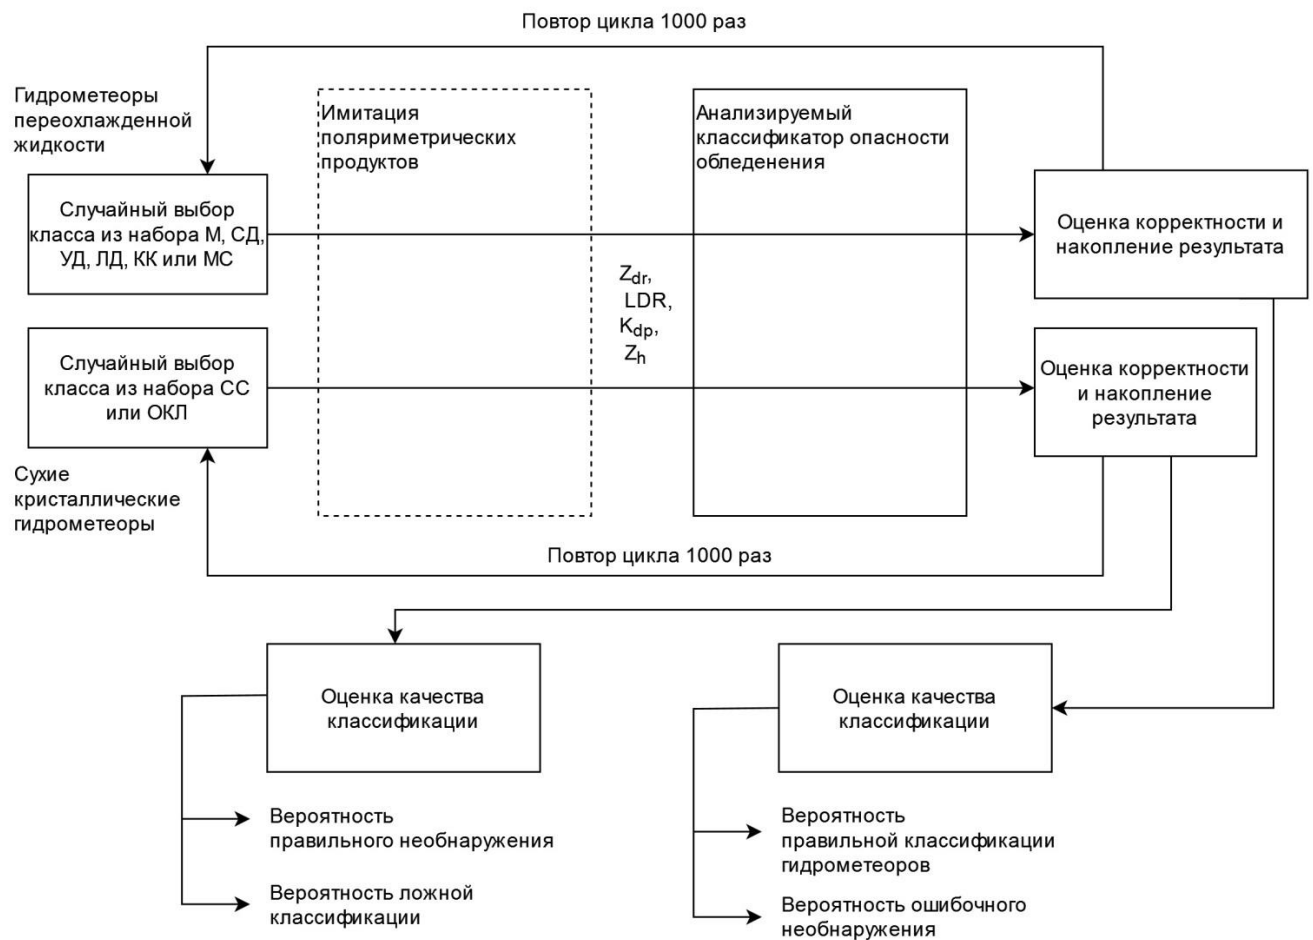 Повтор цикла 1000 раз
Гидрометеоры
переохлажденной
жидкости
Имитация
поляриметрических
продуктов
Анализируемый
классификатор опасности
обледенения
Случайный выбор
класса из набора М, СД,
УД, ЛД, КК или МС
Оценка корректности и
накопление результата
Zdr,
LDR,
Kdp,
Zh
Случайный выбор
класса из набора СС
или ОКЛ
Оценка корректности
и накопление
результата
Сухие
кристаллические
гидрометеоры
Повтор цикла 1000 раз
Оценка качества
классификации
Оценка качества
классификации
Вероятность
правильного необнаружения
Вероятность ложной
классификации
Вероятность
правильной классификации
гидрометеоров
Вероятность ошибочного
необнаружения